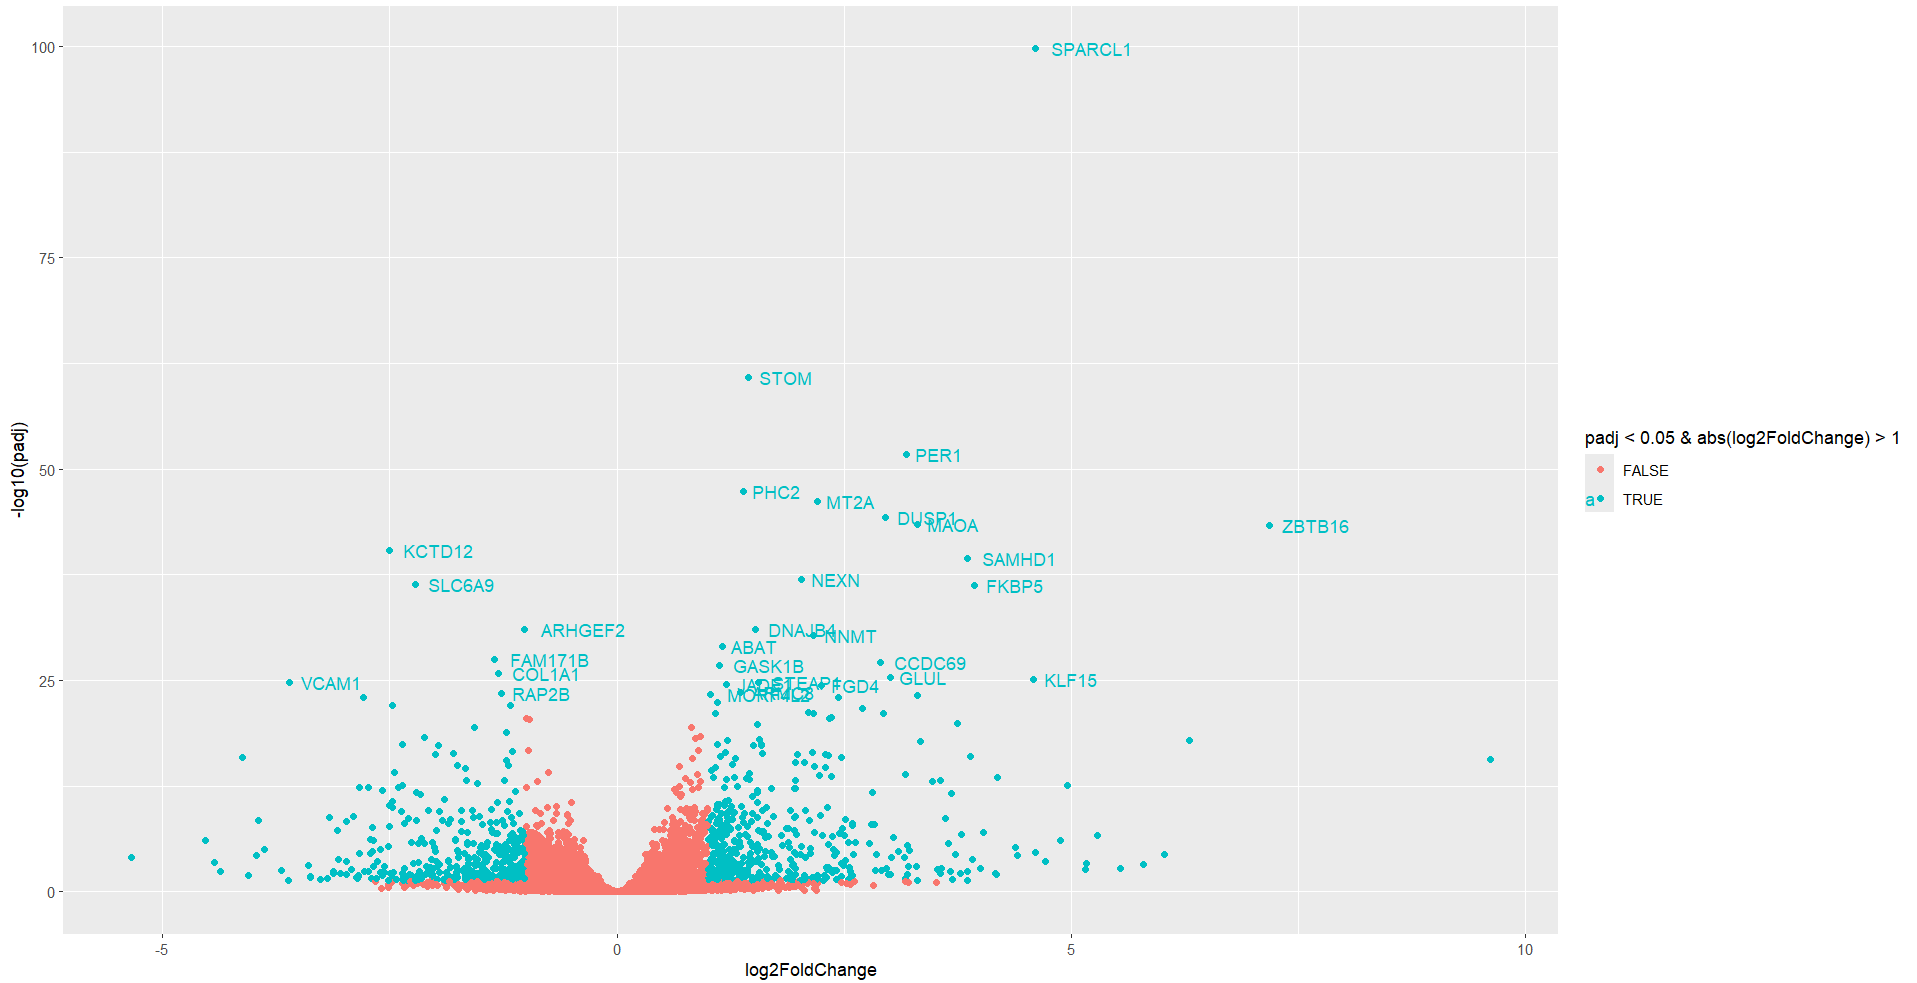 100
75
50
25
0
-log10(padj)
SPARCL1
STOM
PER1
PHC2
MT2A
DUSP1
MAOA
ZBTB16
KCTD12
SAMHD1
NEXN
SLC6A9
FKBP5
ARHGEF2
DNAJB4
NNMT
ABAT
FAM171B
CCDC69
GASK1B
COL1A1
GLUL
KLF15
VCAM1
STEAP1
FGD4
RAP2B
MORF4L2
-5
0
5
10
log2FoldChange
padj < 0.05 & abs(log2FoldChange) > 1
FALSE
a TRUE